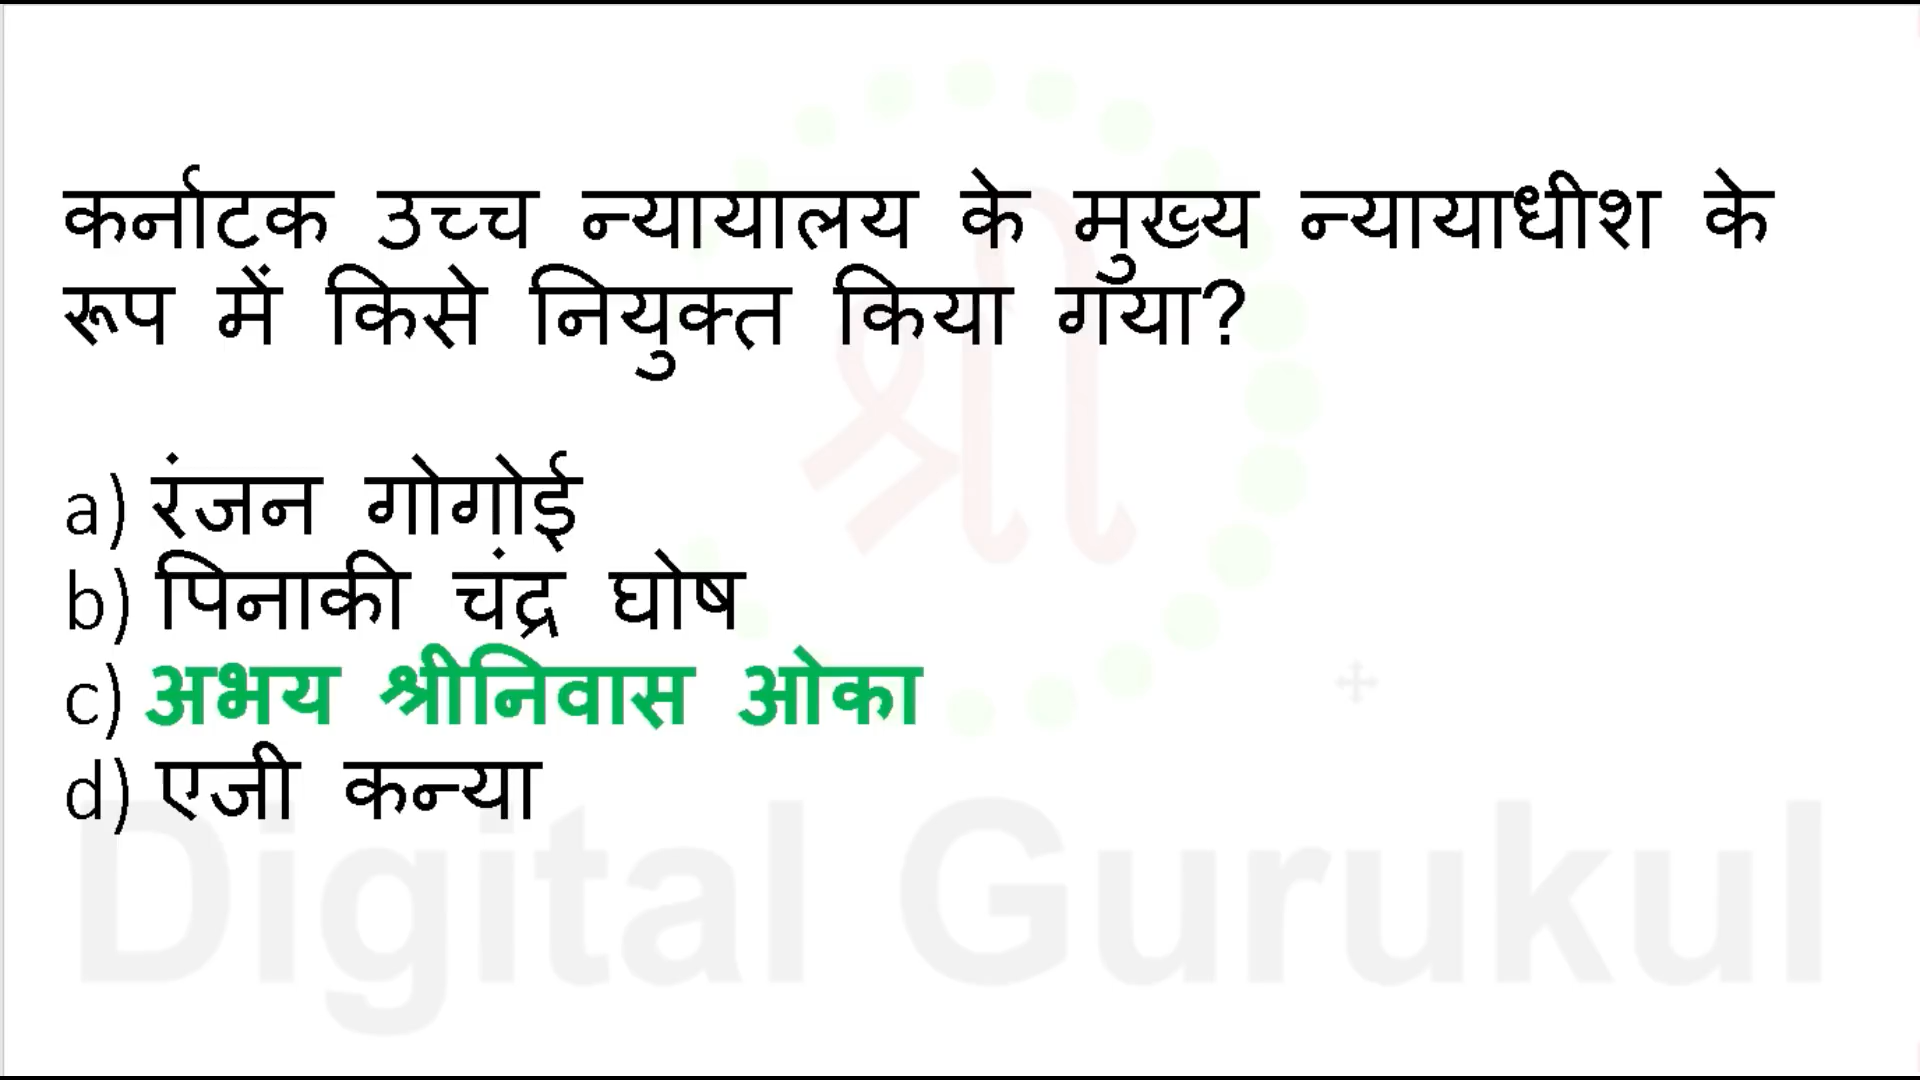 कर्नाटक उच्च न्यायालय के मुख्य न्यायाधीश के
रूप में किसे नियुक्त किया गया?
a) रंजन गोगोई
b) पिनाकी चंद्र घोष
c) अभय श्रीनिवास ओका
d) एजी कन्या
श्री
Digital Gurukul